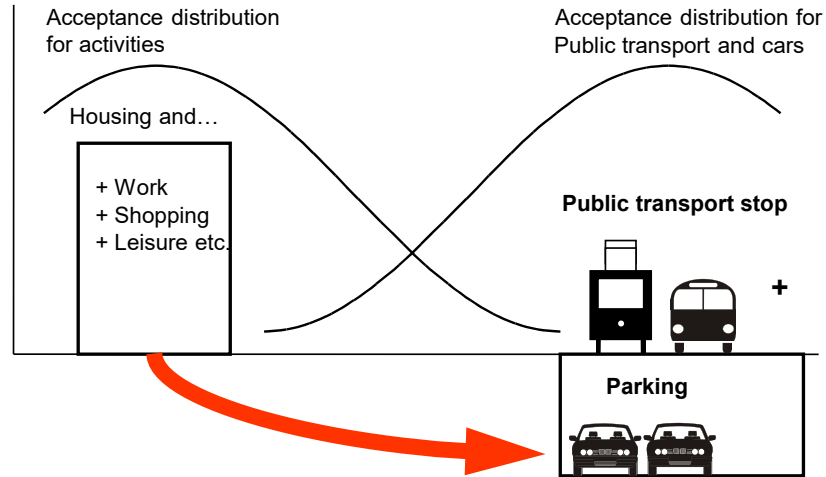 Acceptance distribution
for activities
Acceptance distribution for
Public transport and cars
Housing and…
+ Work
+ Shopping
+ Leisure etc.
Public transport stop
+
Parking